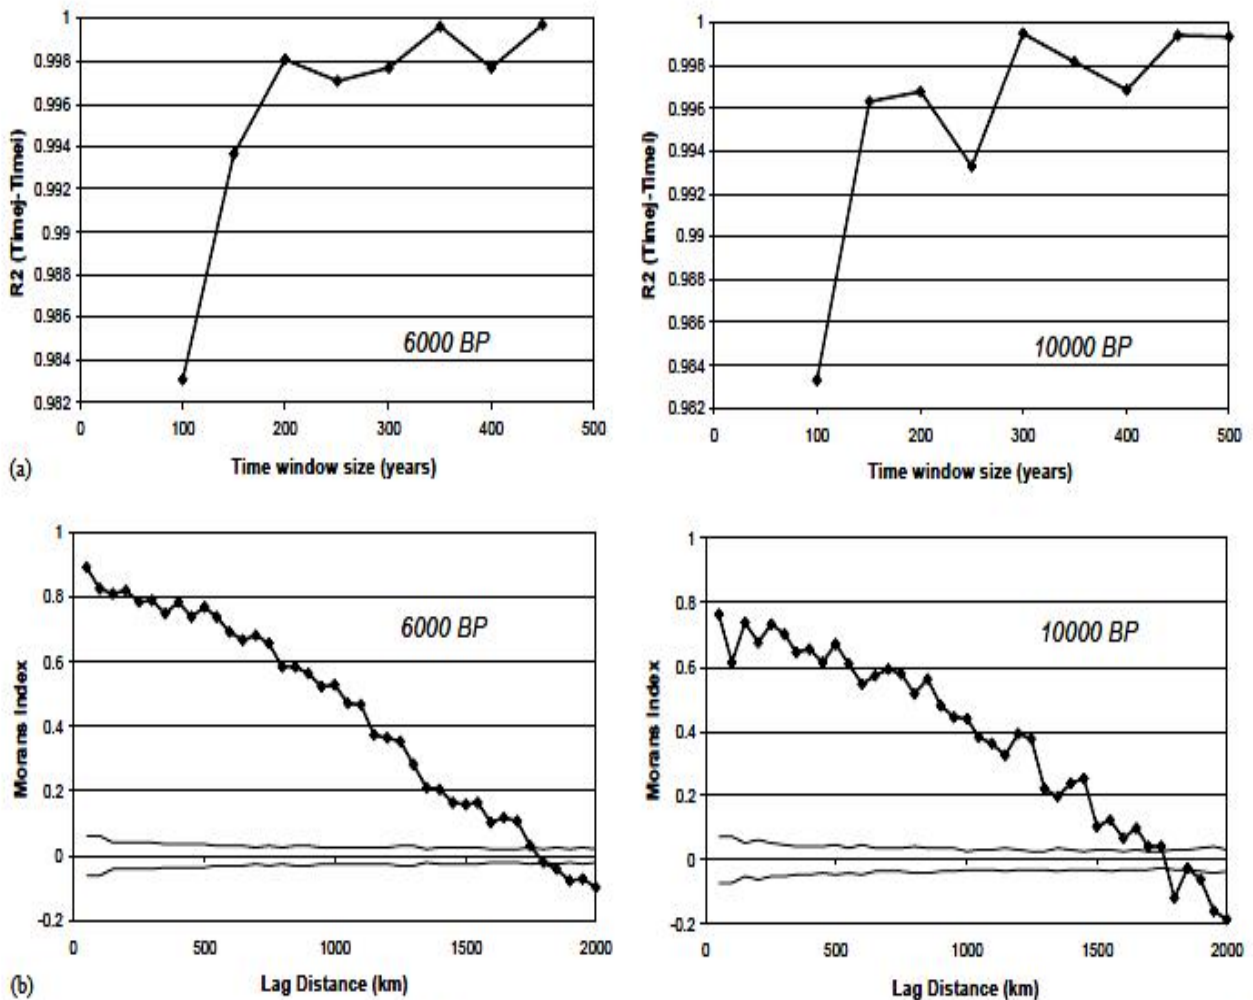 1
0.998
0.996
0.994
0.992
0.99
0.988
0.986
0.984
0.982
R2 (Timej-Timei)
6000 BP
0 100 200 300 400 500
Time window size (years)
(a)
1
0.998
0.996
0.994
0.992
0.99
0.988
0.986
0.984
0.982
R2 (Timej-Timei)
10000 BP
0 100 200 300 400 500
Time window size (years)
1
0.8
0.6
0.4
0.2
0
-0.2
Morans Index
6000 BP
0 500 1000 1500 2000
Lag Distance (km)
(b)
1
0.8
0.6
0.4
0.2
0
-0.2
Morans Index
10000 BP
0 500 1000 1500 2000
Lag Distance (km)